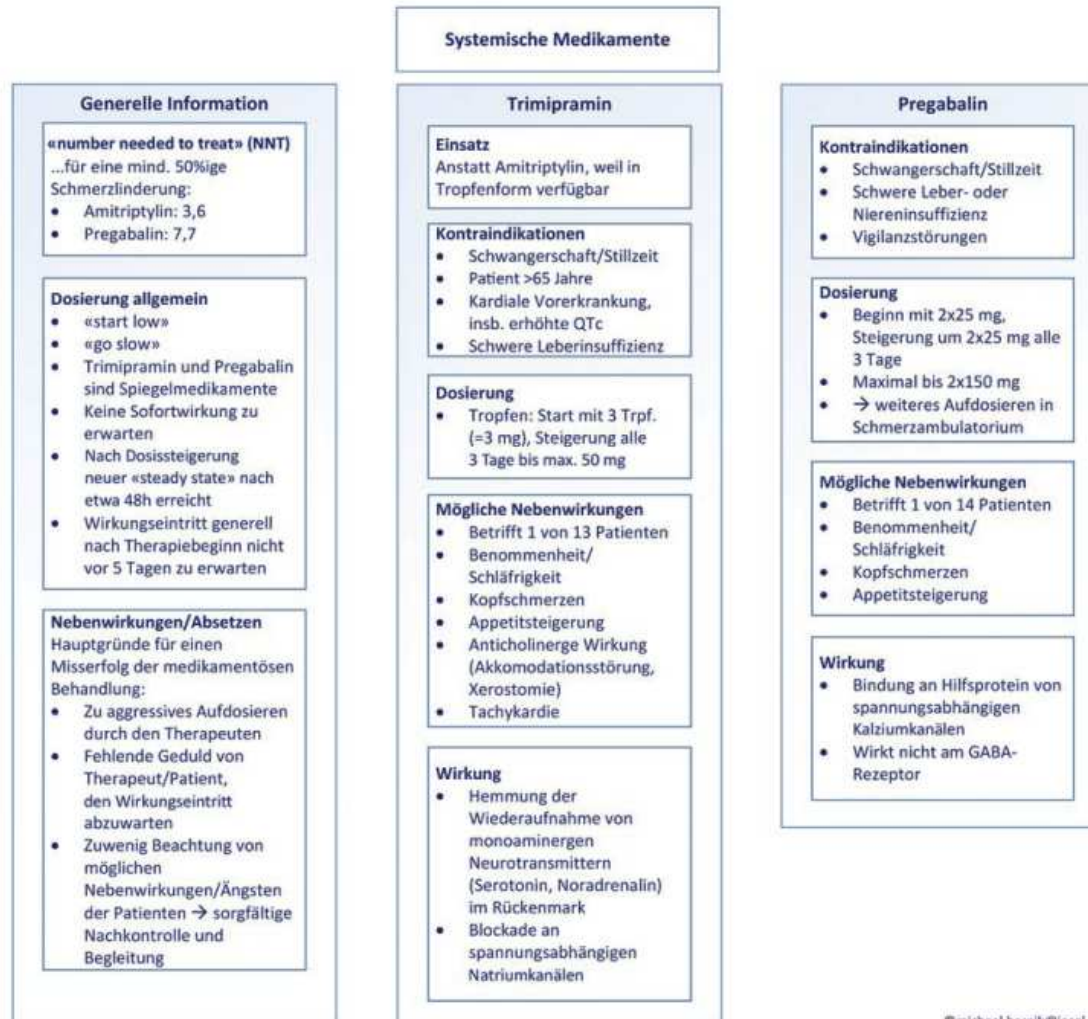 Systemische Medikamente
Generelle Information
«number needed to treat» (NNT)
...für eine mind. 50%ige
Schmerzlinderung:
• Amitriptylin: 3,6
• Pregabalin: 7,7
Dosierung allgemein
• «start low»
• «go slow»
• Trimipramin und Pregabalin
sind Spiegelmedikamente
• Keine Sofortwirkung zu
erwarten
• Nach Dosissteigerung
neuer «steady state» nach
etwa 48h erreicht
• Wirkungseintritt generell
nach Therapiebeginn nicht
vor 5 Tagen zu erwarten
Nebenwirkungen/Absetzen
Hauptgründe für einen
Misserfolg der medikamentösen
Behandlung:
• Zu aggressives Aufdosieren
durch den Therapeuten
• Fehlende Geduld von
Therapeut/Patient,
den Wirkungseintritt
abzuwarten
• Zuwenig Beachtung von
möglichen
Nebenwirkungen/Ängsten
der Patienten → sorgfältige
Nachkontrolle und
Begleitung
Trimipramin
Einsatz
Anstatt Amitriptylin, weil in
Tropfenform verfügbar
Kontraindikationen
• Schwangerschaft/Stillzeit
• Patient >65 Jahre
• Kardiale Vorerkrankung,
insb. erhöhte QTc
• Schwere Leberinsuffizienz
Dosierung
• Tropfen: Start mit 3 Trpf.
(=3 mg), Steigerung alle
3 Tage bis max. 50 mg
Mögliche Nebenwirkungen
• Betrifft 1 von 13 Patienten
• Benommenheit/
Schläfrigkeit
• Kopfschmerzen
• Appetitsteigerung
• Anticholinerge Wirkung
(Akkomodationsstörung,
Xerostomie)
• Tachykardie
Wirkung
• Hemmung der
Wiederaufnahme von
monoaminergen
Neurotransmittern
(Serotonin, Noradrenalin)
im Rückenmark
• Blockade an
spannungsabhängigen
Natriumkanälen
Pregabalin
Kontraindikationen
• Schwangerschaft/Stillzeit
• Schwere Leber- oder
Niereninsuffizienz
• Vigilanzstörungen
Dosierung
• Beginn mit 2x25 mg,
Steigerung um 2x25 mg alle
3 Tage
• Maximal bis 2x150 mg
• → weiteres Aufdosieren in
Schmerzambulatorium
Mögliche Nebenwirkungen
• Betrifft 1 von 14 Patienten
• Benommenheit/
Schläfrigkeit
• Kopfschmerzen
• Appetitsteigerung
Wirkung
• Bindung an Hilfsprotein von
spannungsabhängigen
Kalziumkanälen
• Wirkt nicht am GABA-
Rezeptor